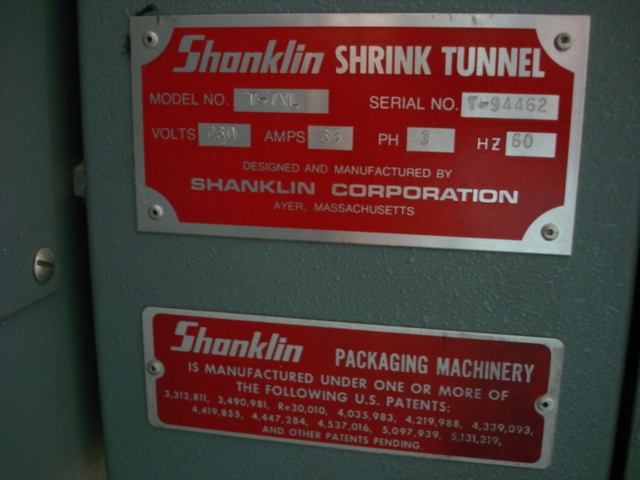 Shanklin SHRINK TUNNEL
MODEL NO. T-7XL SERIAL NO. T-94462
VOLTS 230 AMPS 36 PH 3 HZ 60
DESIGNED AND MANUFACTURED BY
SHANKLIN CORPORATION
AYER, MASSACHUSETTS
Shanklin PACKAGING MACHINERY
IS MANUFACTURED UNDER ONE OR MORE OF
THE FOLLOWING U.S. PATENTS:
3,312,811, 3,490,981, Re30,010, 4,035,983, 4,219,988, 4,339,093,
4,419,855, 4,447,284, 4,537,016, 5,097,939, 5,131,219,
AND OTHER PATENTS PENDING.